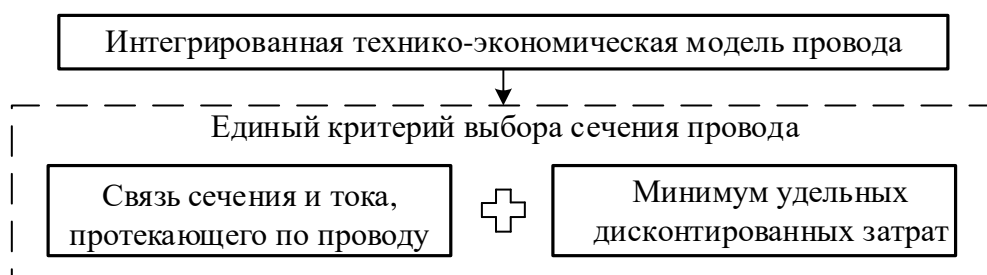 Интегрированная технико-экономическая модель провода
Единый критерий выбора сечения провода
Связь сечения и тока,
протекающего по проводу
Минимум удельных
дисконтированных затрат